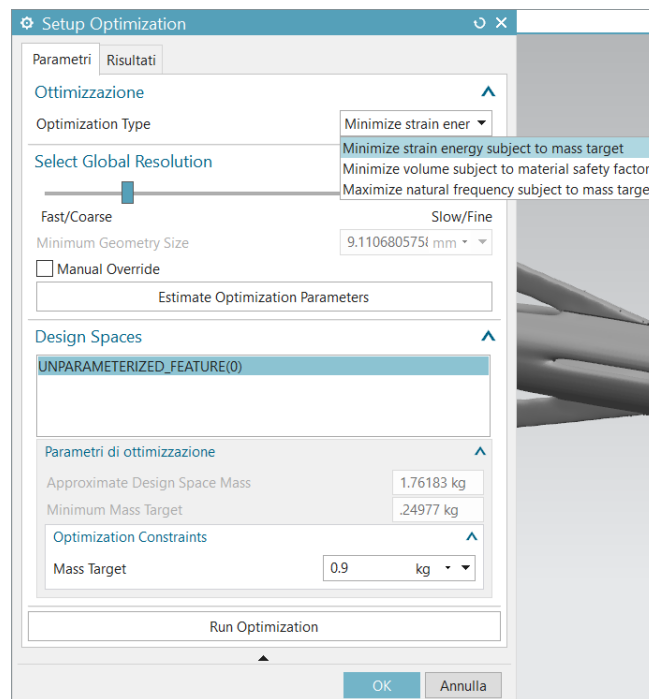 Setup Optimization
Parametri Risultati
Ottimizzazione
Optimization Type Minimize strain ener
Minimize strain energy subject to mass target
Minimize volume subject to material safety factor
Maximize natural frequency subject to mass targe
Select Global Resolution
Fast/Coarse Slow/Fine
Minimum Geometry Size 9.110680575 mm
Manual Override
Estimate Optimization Parameters
Design Spaces
UNPARAMETERIZED_FEATURE(0)
Parametri di ottimizzazione
Approximate Design Space Mass 1.76183 kg
Minimum Mass Target .24977 kg
Optimization Constraints
Mass Target 0.9 kg
Run Optimization
OK Annulla